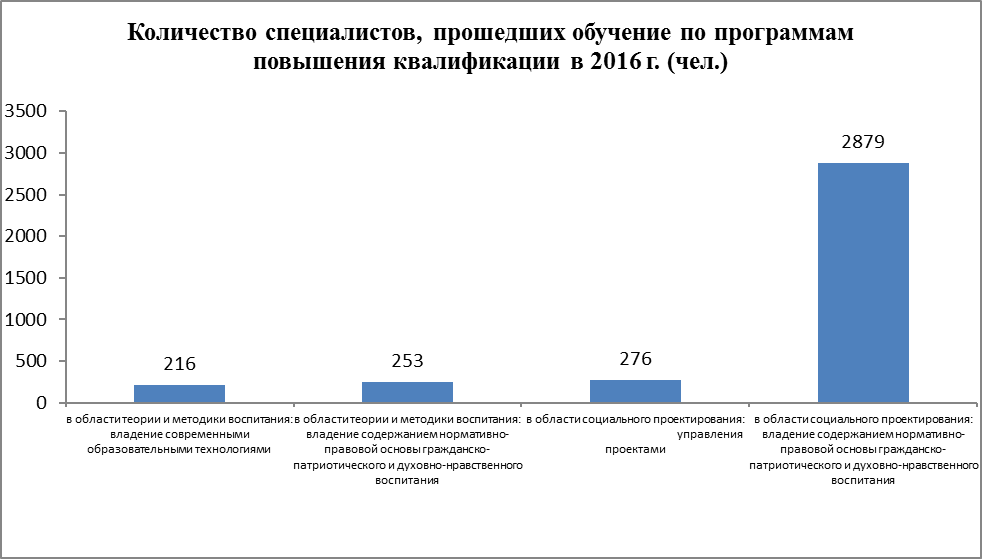 Количество специалистов, прошедших обучение по программам
повышения квалификации в 2016 г. (чел.)
3500
3000
2500
2000
1500
1000
500
0
216
253
276
2879
в области теории и методики воспитания:
владение современными
образовательными технологиями
в области теории и методики воспитания:
владение содержанием нормативно-
правовой основы гражданско-
патриотического и духовно-нравственного
воспитания
в области социального проектирования:
управления
проектами
в области социального проектирования:
владение содержанием нормативно-
правовой основы гражданско-
патриотического и духовно-нравственного
воспитания